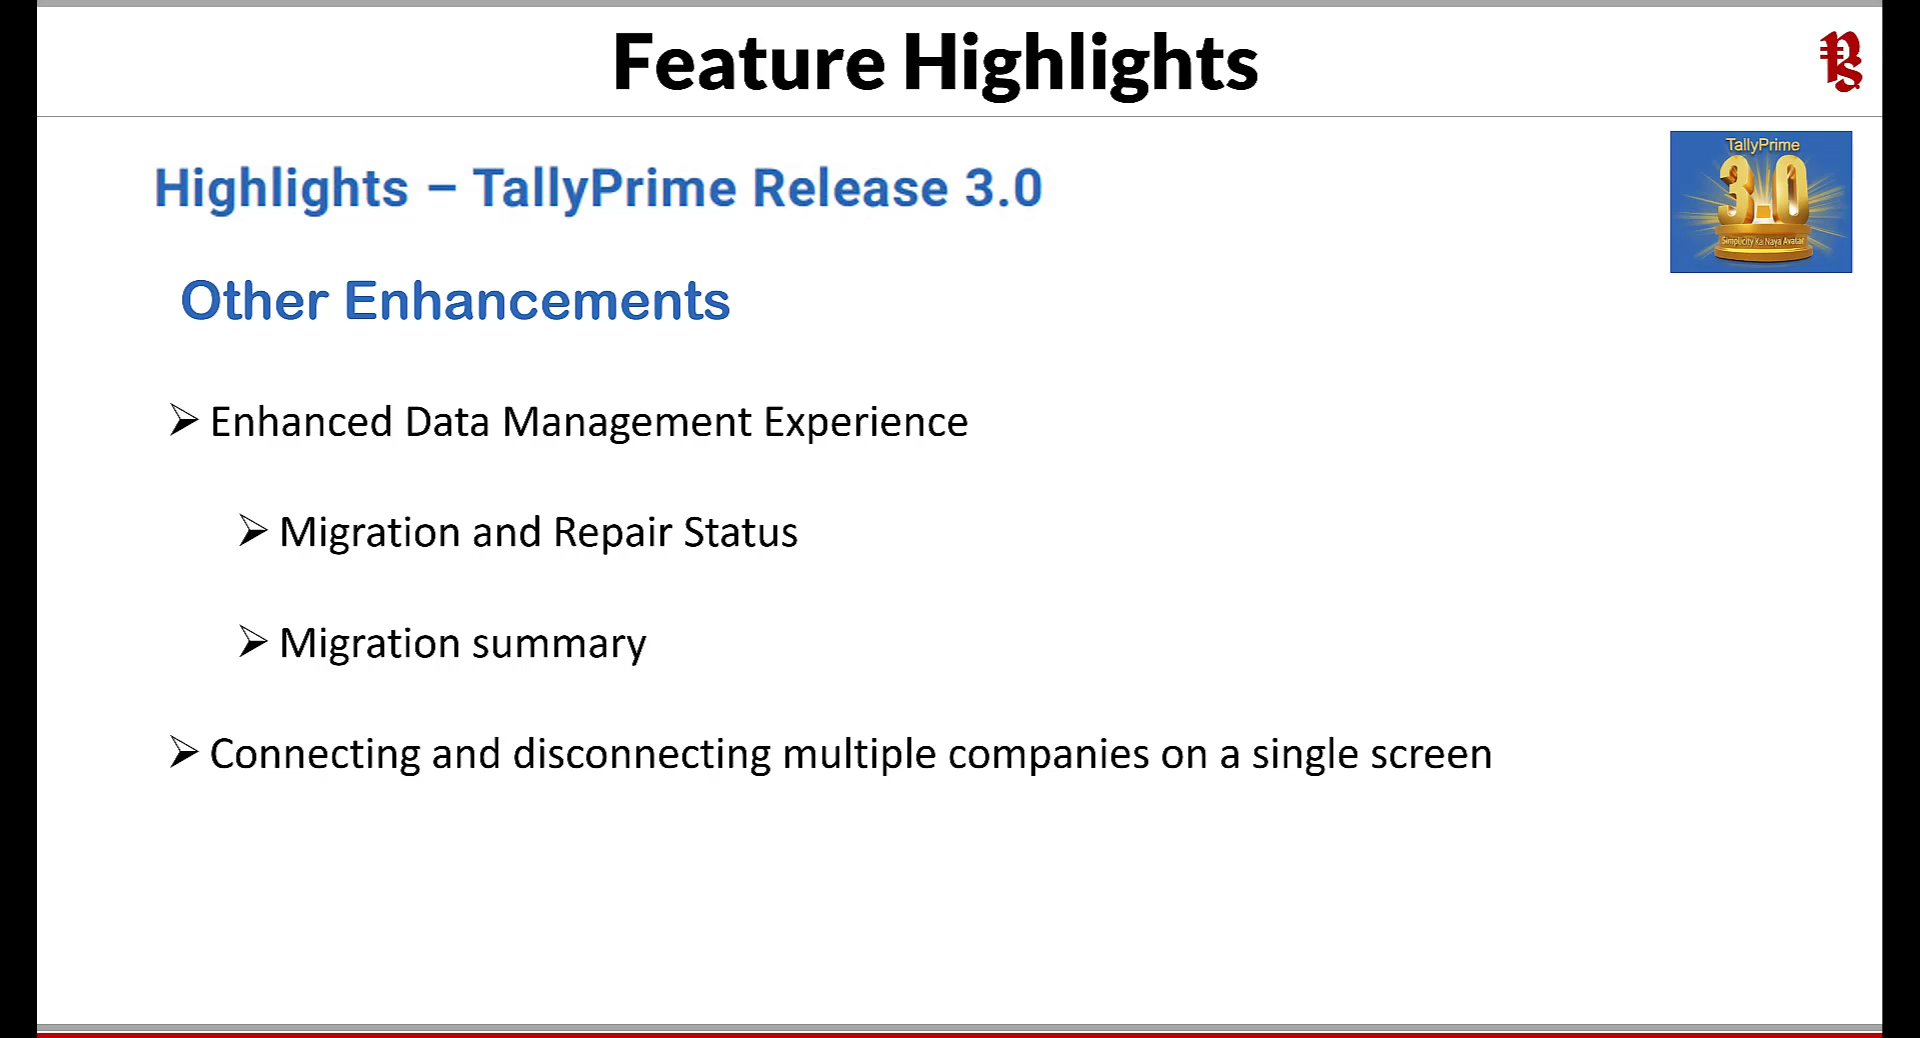 Feature Highlights
Highlights – TallyPrime Release 3.0
TallyPrime
3.0
Simplicity Ka Naya Avatar
Other Enhancements
Enhanced Data Management Experience
Migration and Repair Status
Migration summary
Connecting and disconnecting multiple companies on a single screen